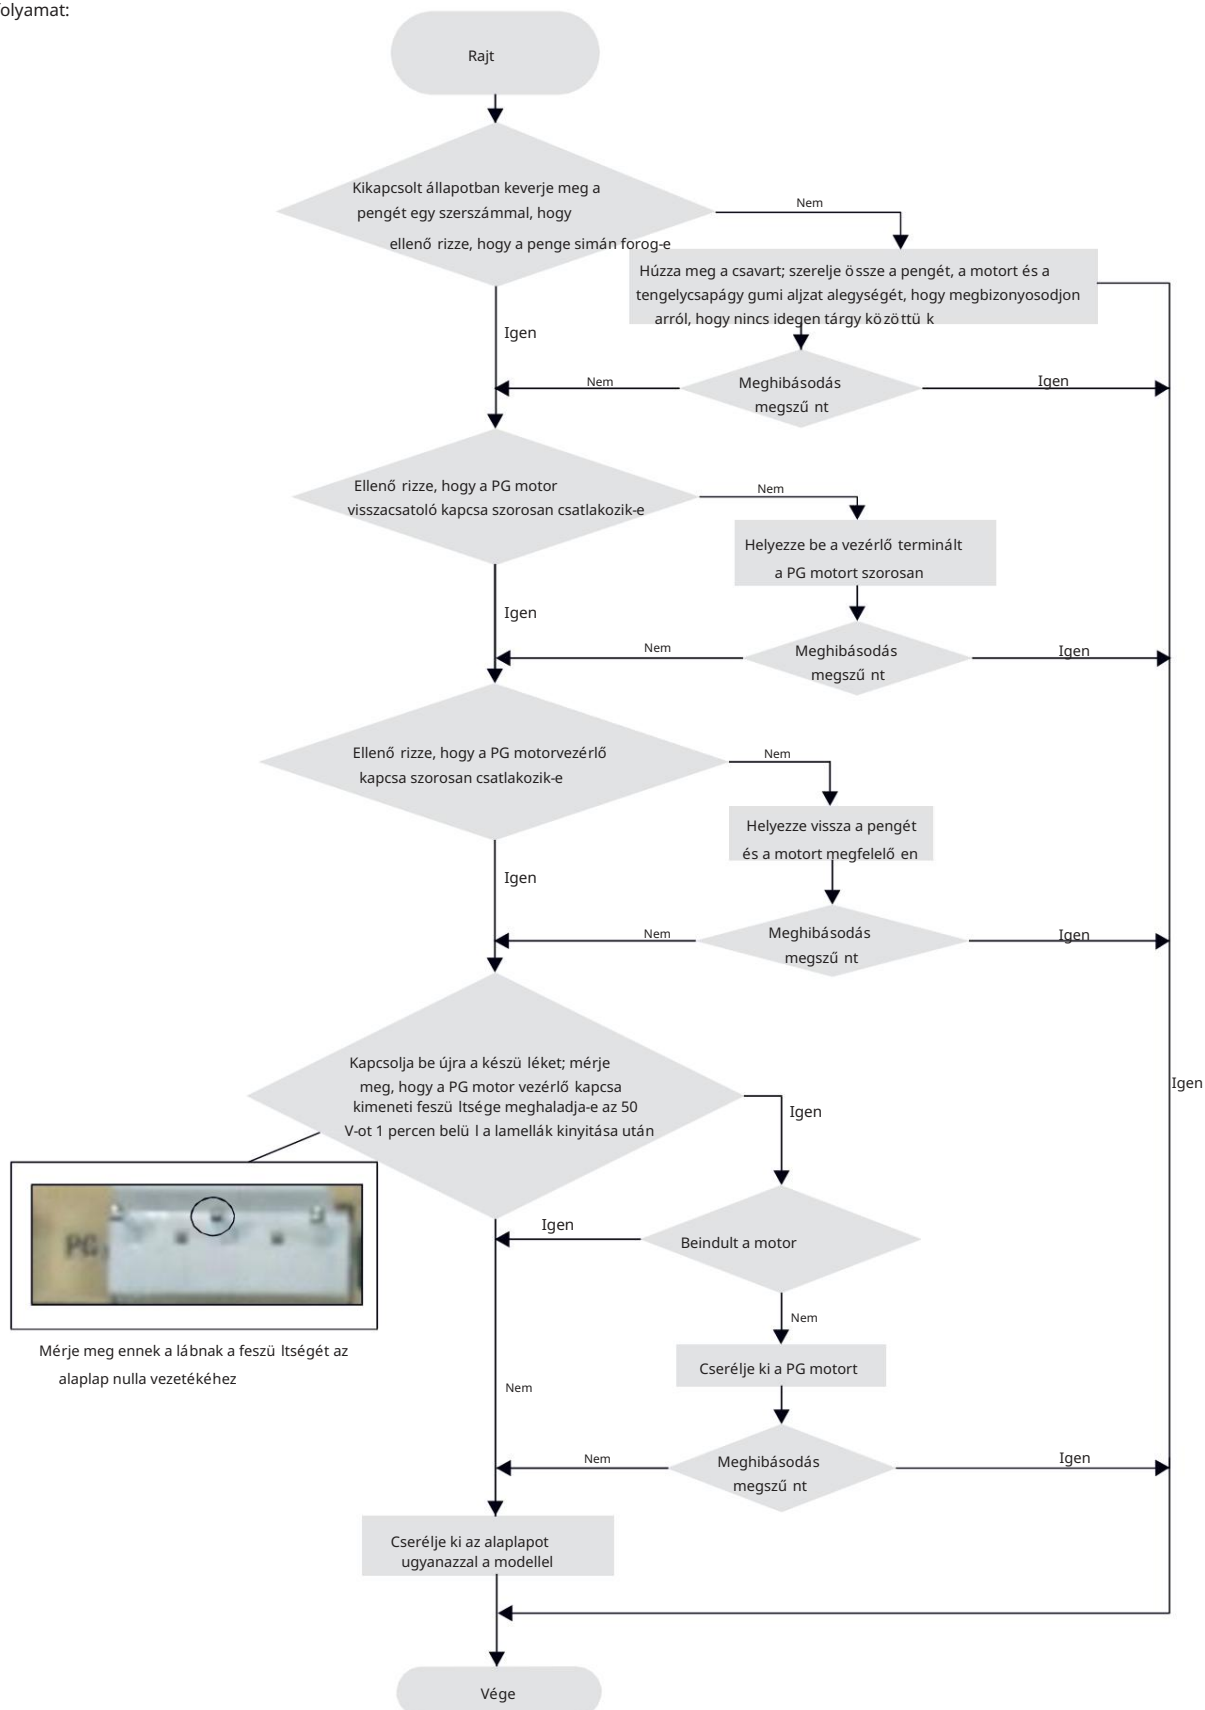 olyamat:
Rajt
Kikapcsolt állapotban keverje meg a
pengét egy szerszámmal, hogy
ellenő rizze, hogy a penge simán forog-e
Nem
Húzza meg a csavart; szerelje össze a pengét, a motort és a
tengelycsapágy gumi aljzat alegységét, hogy megbizonyosodjon
arról, hogy nincs idegen tárgy közöttü k
Igen
Nem
Meghibásodás
megszű nt
Igen
Ellenő rizze, hogy a PG motor
visszacsatoló kapcsa szorosan csatlakozik-e
Nem
Helyezze be a vezérlő terminált
a PG motort szorosan
Igen
Nem
Meghibásodás
megszű nt
Igen
Ellenő rizze, hogy a PG motorvezérlő
kapcsa szorosan csatlakozik-e
Nem
Helyezze vissza a pengét
és a motort megfelelő en
Igen
Nem
Meghibásodás
megszű nt
Igen
Kapcsolja be újra a készü léket; mérje
meg, hogy a PG motor vezérlő kapcsa
kimeneti feszü ltsége meghaladja-e az 50
V-ot 1 percen belü l a lamellák kinyitása után
Igen
Igen
PG
Igen
Beindult a motor
Nem
Mérje meg ennek a lábnak a feszü ltségét az
alaplap nulla vezetékéhez
Cserélje ki a PG motort
Nem
Nem
Meghibásodás
megszű nt
Igen
Cserélje ki az alaplapot
ugyanazzal a modellel
Vége